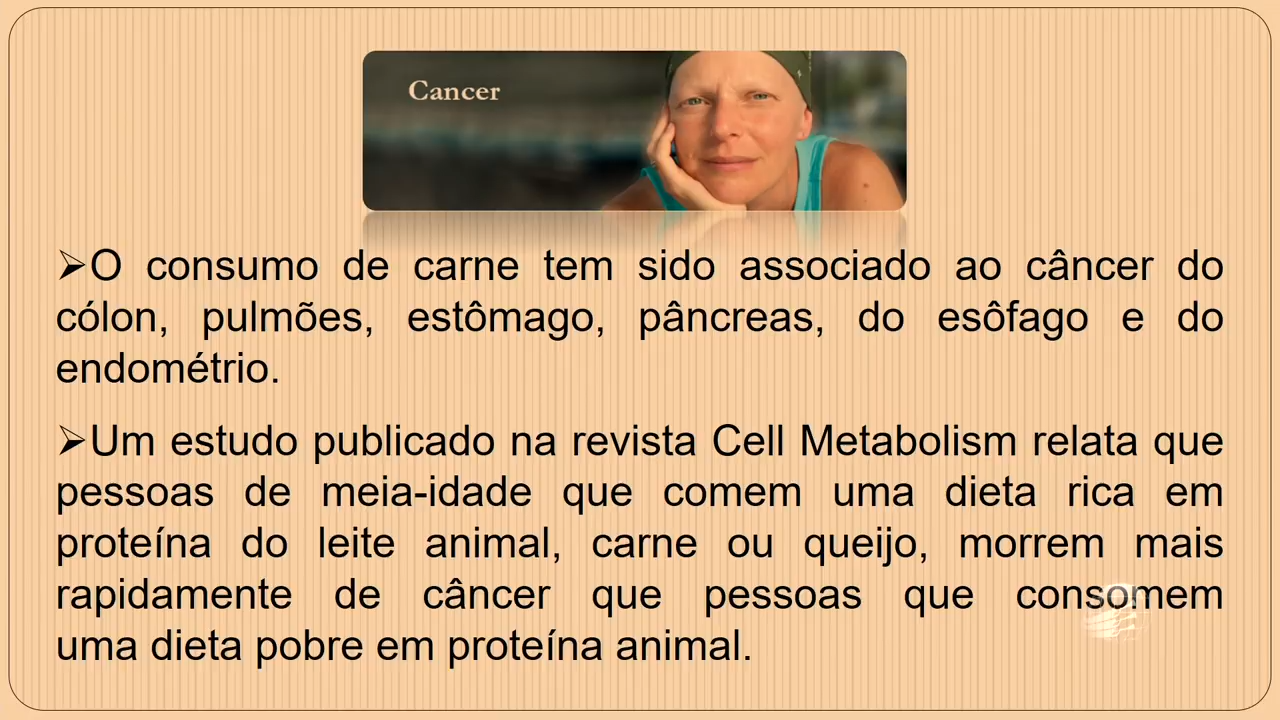 Cancer
➢O consumo de carne tem sido associado ao câncer do
cólon, pulmões, estômago, pâncreas, do esôfago e do
endométrio.
➢Um estudo publicado na revista Cell Metabolism relata que
pessoas de meia-idade que comem uma dieta rica em
proteína do leite animal, carne ou queijo, morrem mais
rapidamente de câncer que pessoas que consomem
uma dieta pobre em proteína animal.